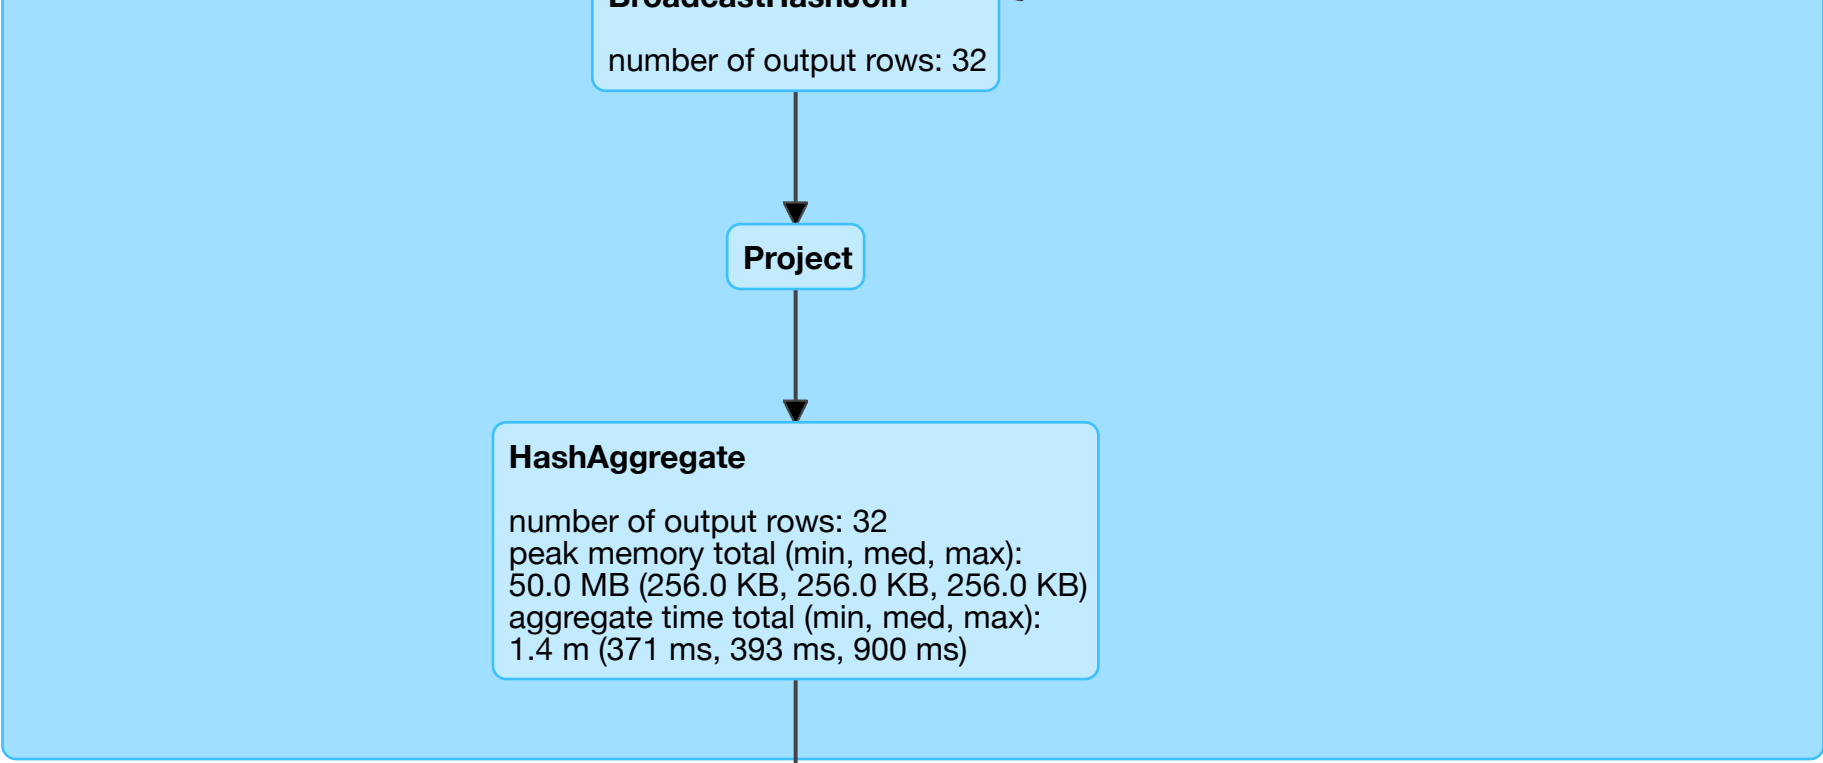 BroadcastHashJoin
number of output rows: 32
Project
HashAggregate
number of output rows: 32
peak memory total (min, med, max):
50.0 MB (256.0 KB, 256.0 KB, 256.0 KB)
aggregate time total (min, med, max):
1.4 m (371 ms, 393 ms, 900 ms)